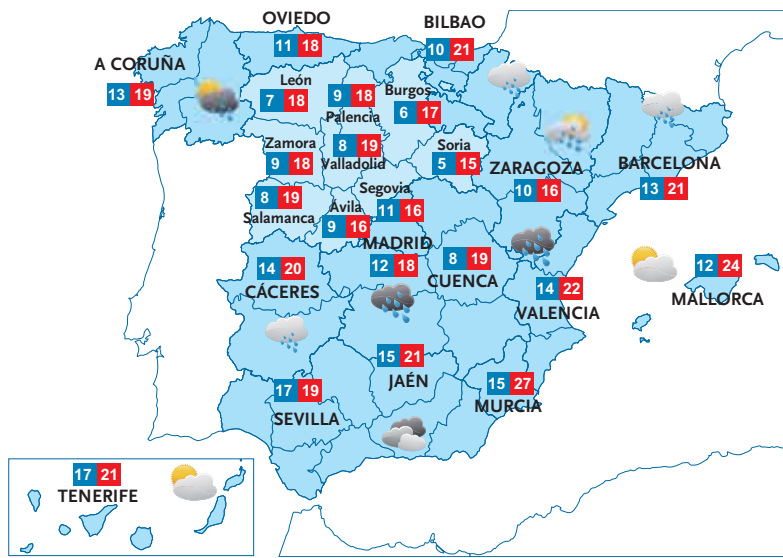 OVIEDO
11 18
BILBAO
10 21
A CORUÑA
13 19
León
7 18
9 18
Palencia
Burgos
6 17
Zamora
9 18
8 19
Valladolid
Soria
5 15
ZARAGOZA
10 16
BARCELONA
13 21
8 19
Salamanca
Ávila
9 16
Segovia
11 16
MADRID
12 18
8 19
CUENCA
14 20
CÁCERES
14 22
VALENCIA
12 24
MALLORCA
15 21
JAÉN
17 19
SEVILLA
15 27
MURCIA
17 21
TENERIFE